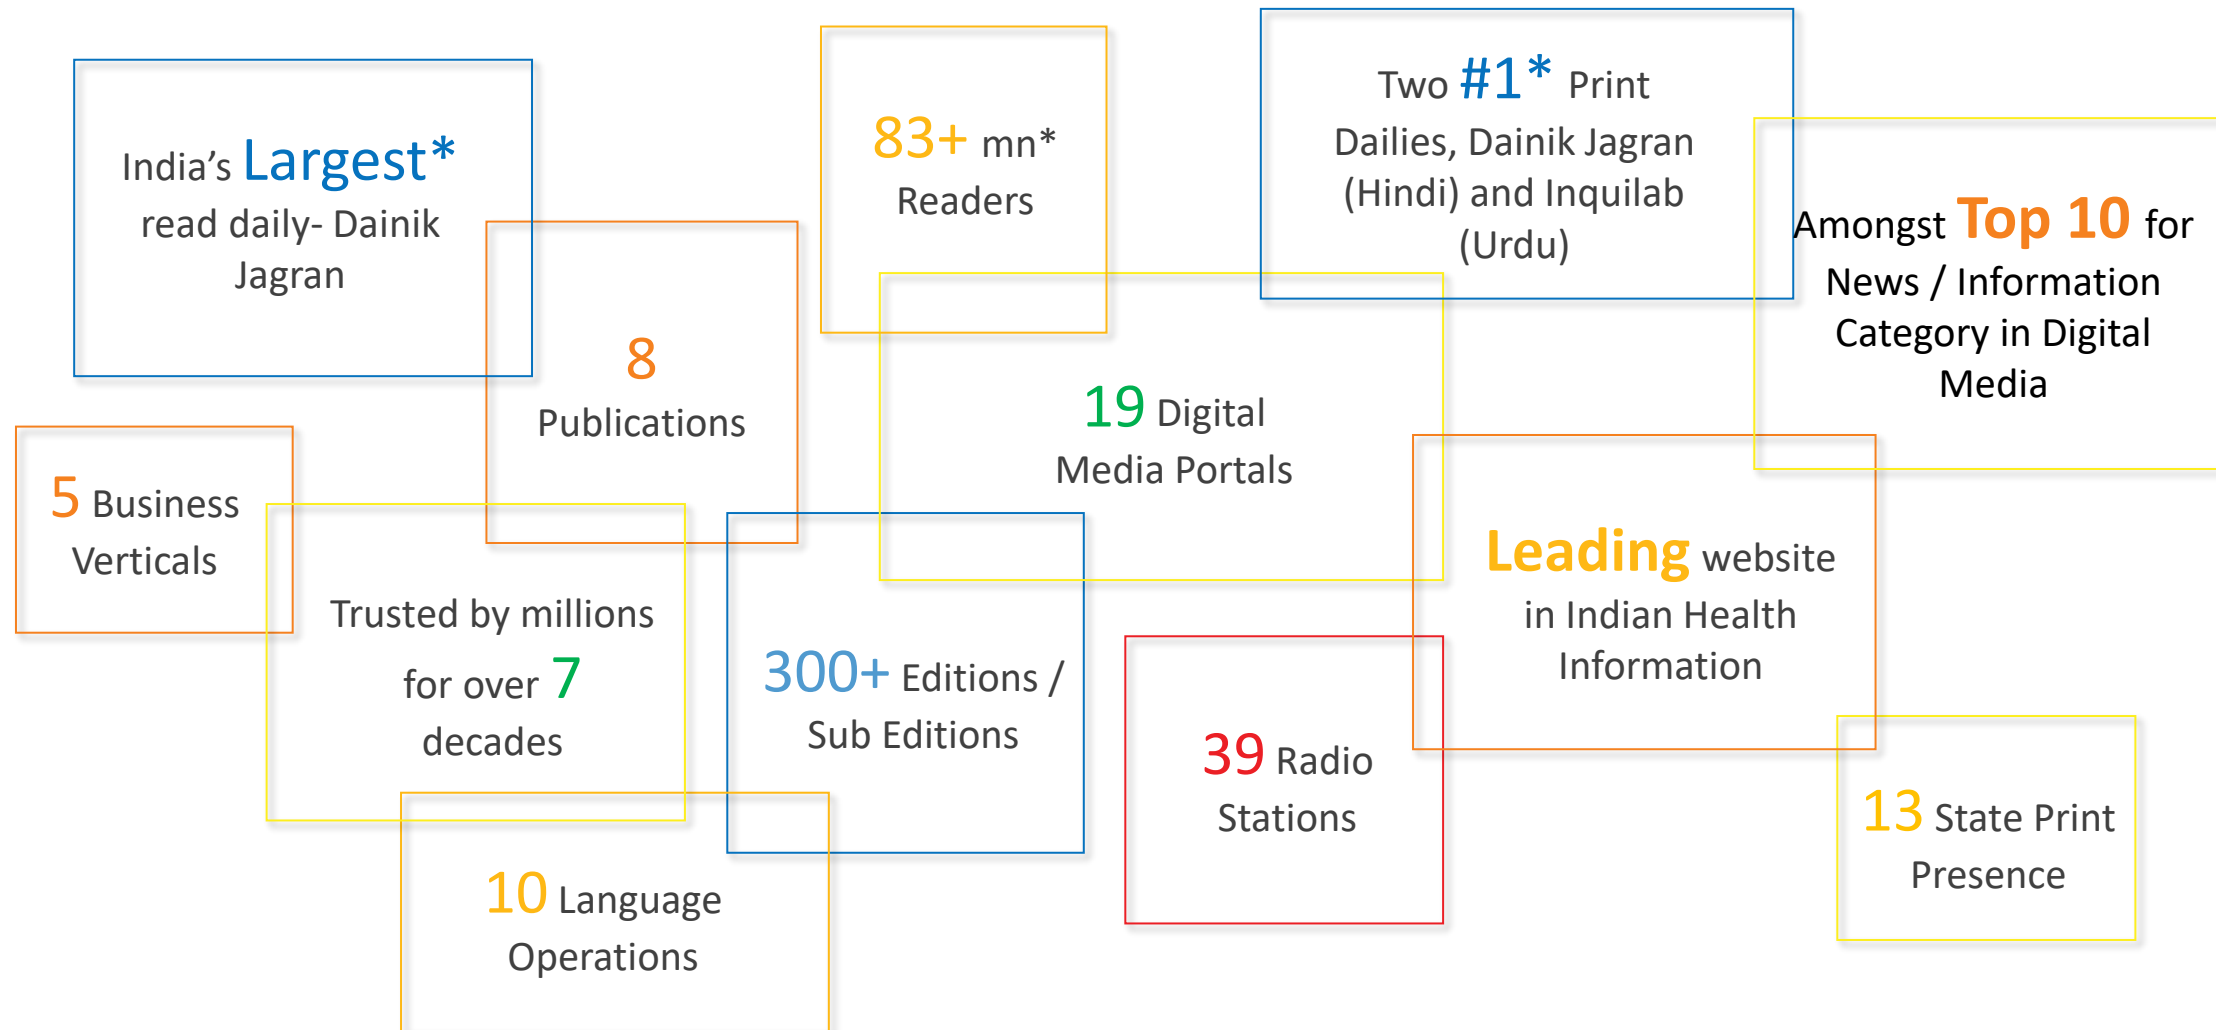 India's Largest*
read daily- Dainik
Jagran
83+ mn*
Readers
Two #1* Print
Dailies, Dainik Jagran
(Hindi) and Inquilab
(Urdu)
Amongst Top 10 for
News / Information
Category in Digital
Media
8
Publications
19 Digital
Media Portals
5 Business
Verticals
Trusted by millions
for over 7
decades
300+ Editions /
Sub Editions
Leading website
in Indian Health
Information
39 Radio
Stations
13 State Print
Presence
10 Language
Operations